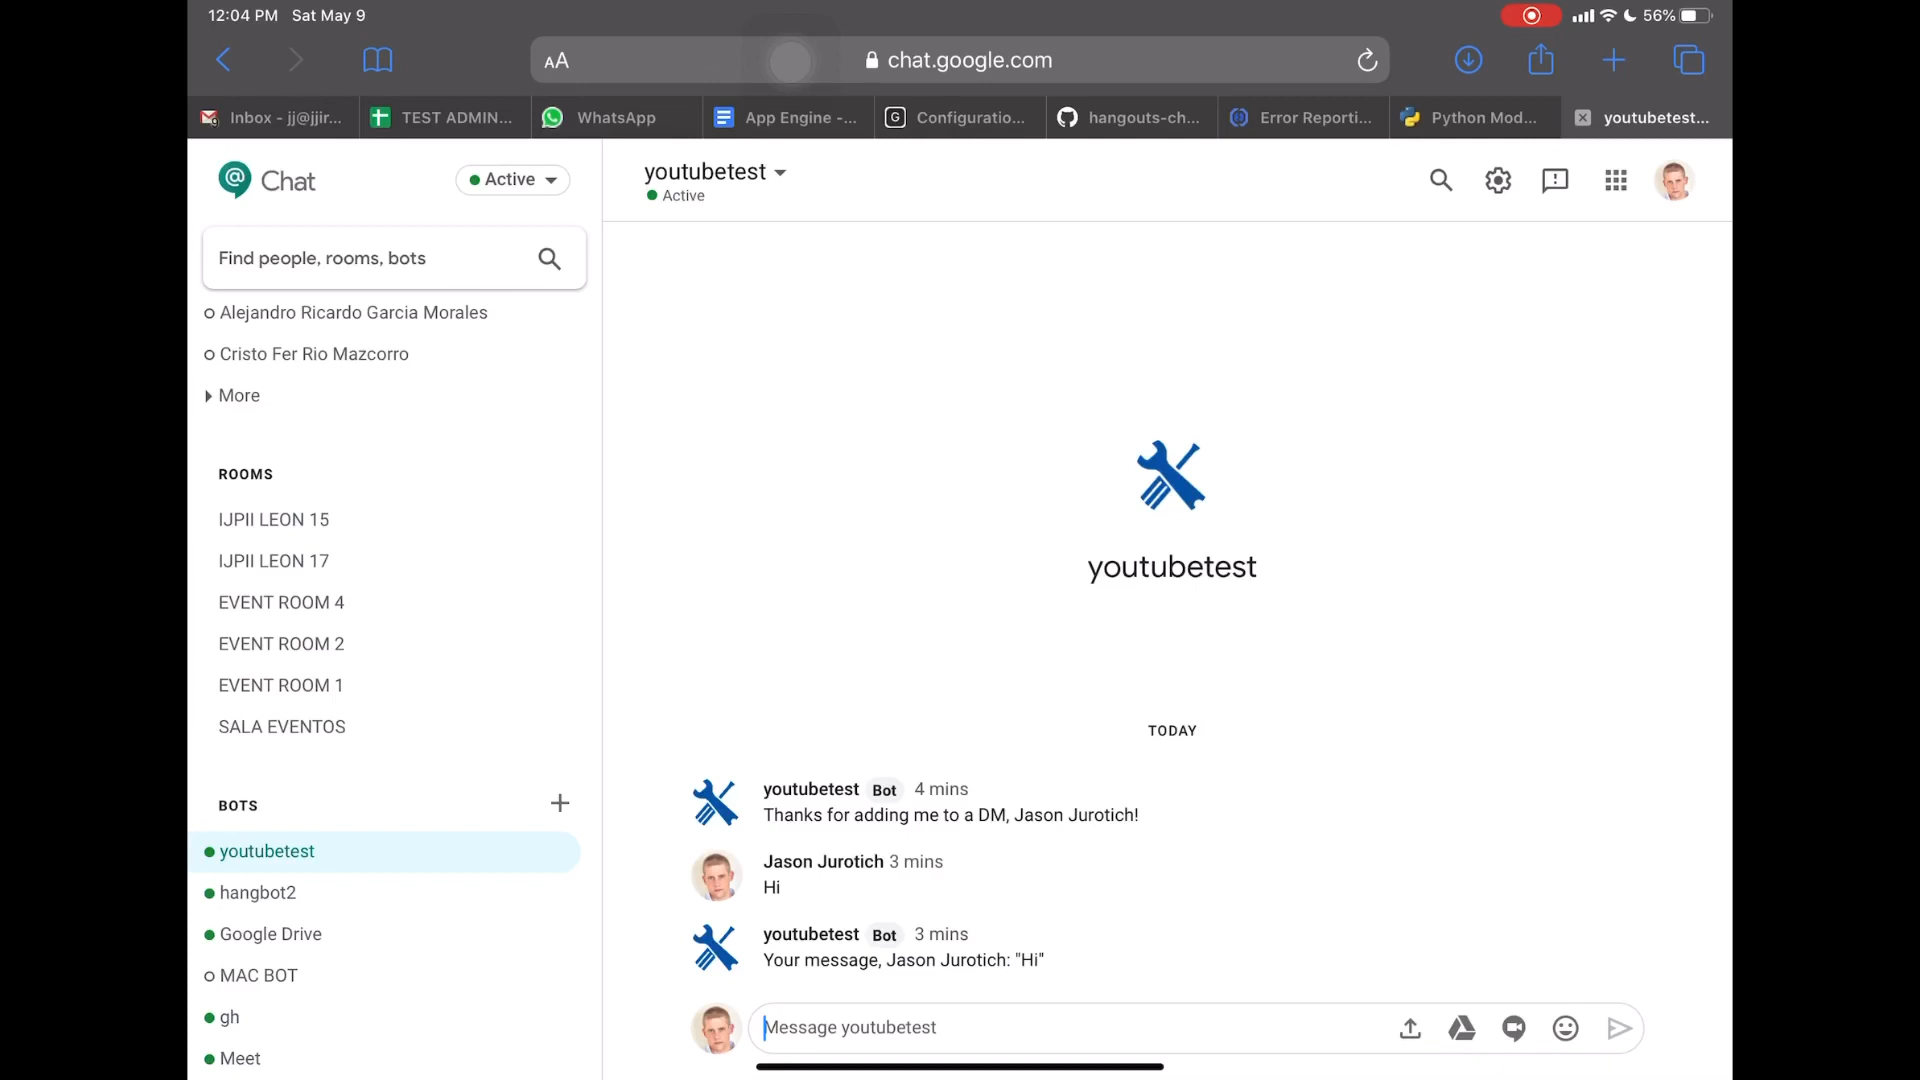 12:04 PM Sat May 9
56%
AA
chat.google.com
Inbox - jj@jjir...
TEST ADMIN...
WhatsApp
App Engine -...
G
Configuratio...
hangouts-ch...
Error Reporti...
Python Mod...
youtubetest...
Chat
Active
youtubetest
Active
Find people, rooms, bots
Alejandro Ricardo Garcia Morales
Cristo Fer Rio Mazcorro
More
ROOMS
IJPII LEON 15
IJPII LEON 17
EVENT ROOM 4
EVENT ROOM 2
EVENT ROOM 1
SALA EVENTOS
BOTS
youtubetest
hangbot2
Google Drive
MAC BOT
gh
Meet
youtubetest
TODAY
youtubetest Bot 4 mins
Thanks for adding me to a DM, Jason Jurotich!
Jason Jurotich 3 mins
Hi
youtubetest Bot 3 mins
Your message, Jason Jurotich: "Hi"
Message youtubetest